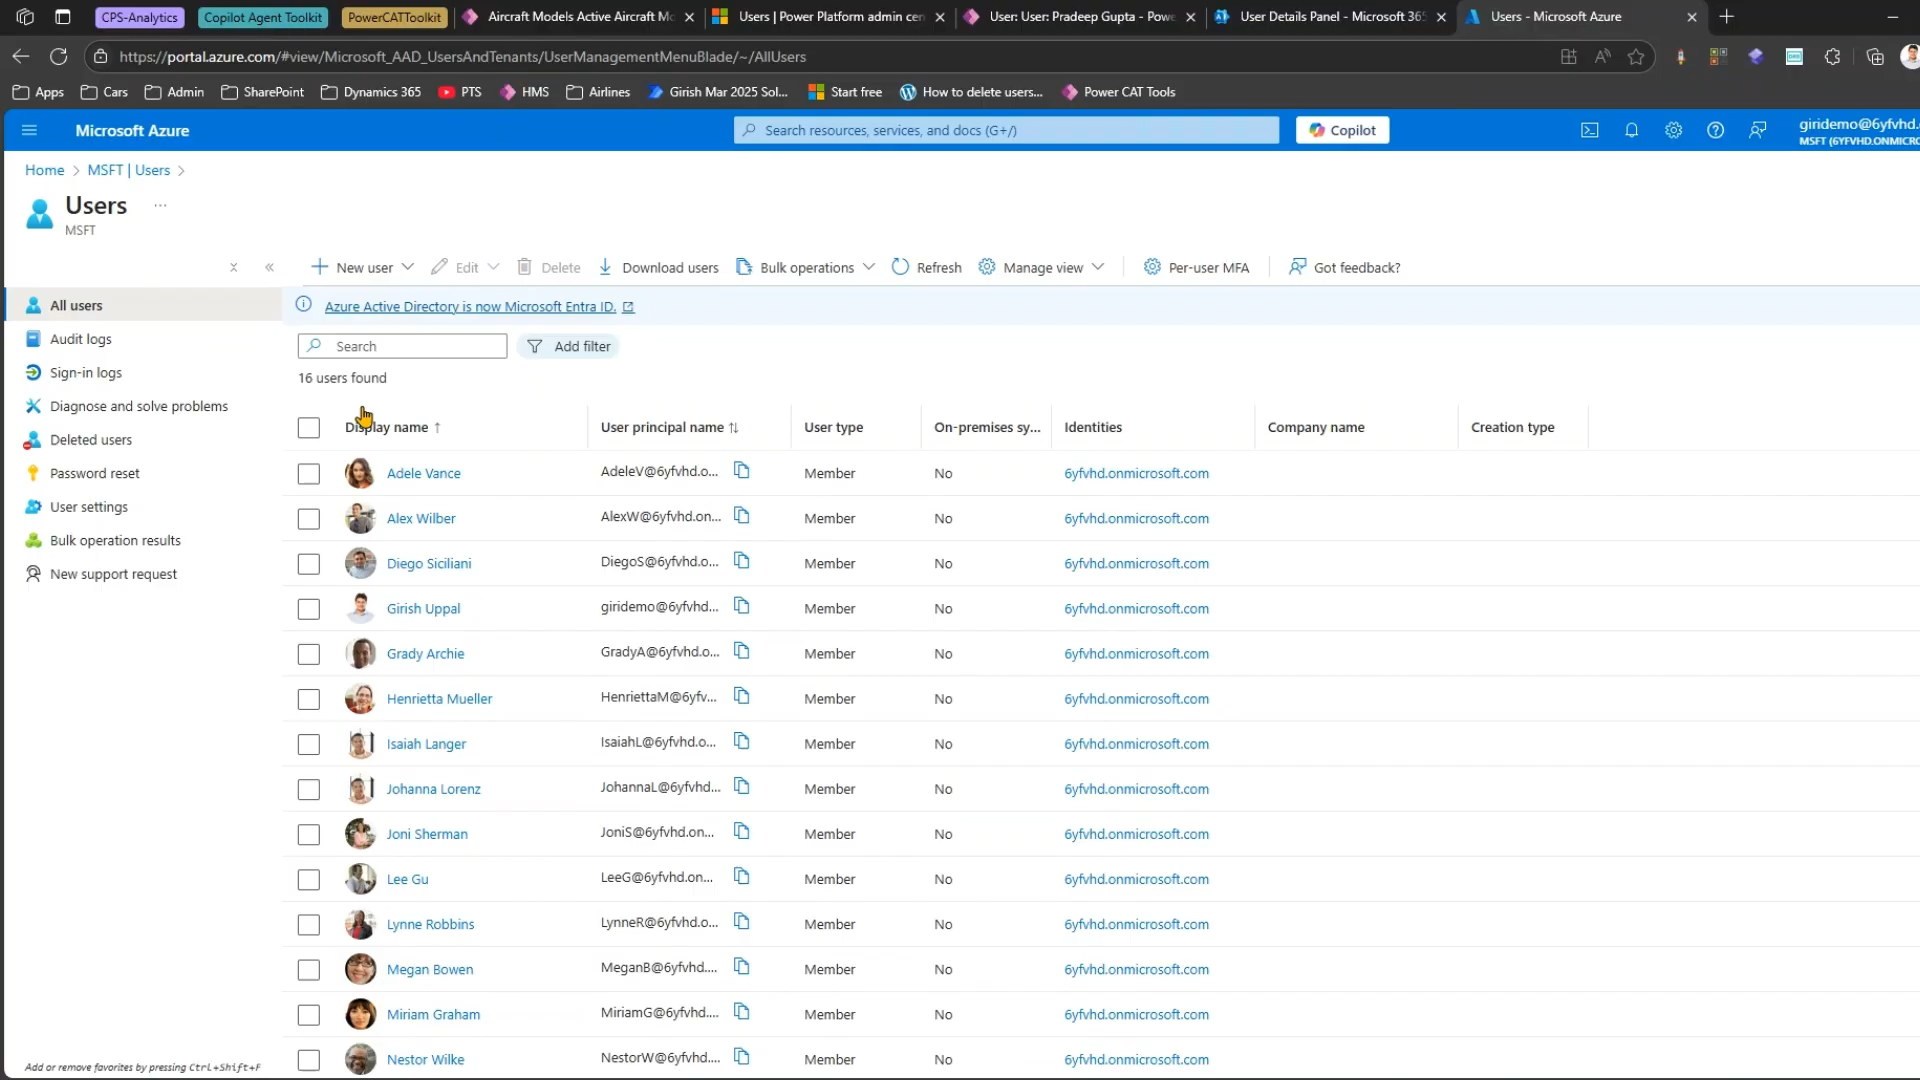 CPS-Analytics
Copilot Agent Toolkit
PowerCATToolkit
Aircraft Models Active Aircraft Mo
Users | Power Platform admin cen
User: User: Pradeep Gupta - Powe
User Details Panel - Microsoft 365
Users - Microsoft Azure
https://portal.azure.com/#view/Microsoft_AAD_UsersAndTenants/UserManagementMenuBlade/~/AllUsers
Apps
Cars
Admin
SharePoint
Dynamics 365
PTS
HMS
Airlines
Girish Mar 2025 Sol...
Start free
How to delete users...
Power CAT Tools
Microsoft Azure
Search resources, services, and docs (G+/)
Copilot
giridemo@6yfvhd.
MSFT (6YFVHD.ONMICRO
Home > MSFT | Users >
Users
...
MSFT
New user
Edit
Delete
Download users
Bulk operations
Refresh
Manage view
Per-user MFA
Got feedback?
All users
Audit logs
Sign-in logs
Diagnose and solve problems
Deleted users
Password reset
User settings
Bulk operation results
New support request
Azure Active Directory is now Microsoft Entra ID.
Search
Add filter
16 users found
Display name ↑ User principal name ↑↓ User type On-premises sy... Identities Company name Creation type
Adele Vance AdeleV@6yfvhd.o... Member No 6yfvhd.onmicrosoft.com
Alex Wilber AlexW@6yfvhd.on... Member No 6yfvhd.onmicrosoft.com
Diego Siciliani DiegoS@6yfvhd.o... Member No 6yfvhd.onmicrosoft.com
Girish Uppal giridemo@6yfvhd... Member No 6yfvhd.onmicrosoft.com
Grady Archie GradyA@6yfvhd.o... Member No 6yfvhd.onmicrosoft.com
Henrietta Mueller HenriettaM@6yfv... Member No 6yfvhd.onmicrosoft.com
Isaiah Langer IsaiahL@6yfvhd.o... Member No 6yfvhd.onmicrosoft.com
Johanna Lorenz JohannaL@6yfvhd... Member No 6yfvhd.onmicrosoft.com
Joni Sherman JoniS@6yfvhd.on... Member No 6yfvhd.onmicrosoft.com
Lee Gu LeeG@6yfvhd.on... Member No 6yfvhd.onmicrosoft.com
Lynne Robbins LynneR@6yfvhd.o... Member No 6yfvhd.onmicrosoft.com
Megan Bowen MeganB@6yfvhd.... Member No 6yfvhd.onmicrosoft.com
Miriam Graham MiriamG@6yfvhd.... Member No 6yfvhd.onmicrosoft.com
Nestor Wilke NestorW@6yfvhd.... Member No 6yfvhd.onmicrosoft.com
Add or remove favorites by pressing Ctrl+Shift+F